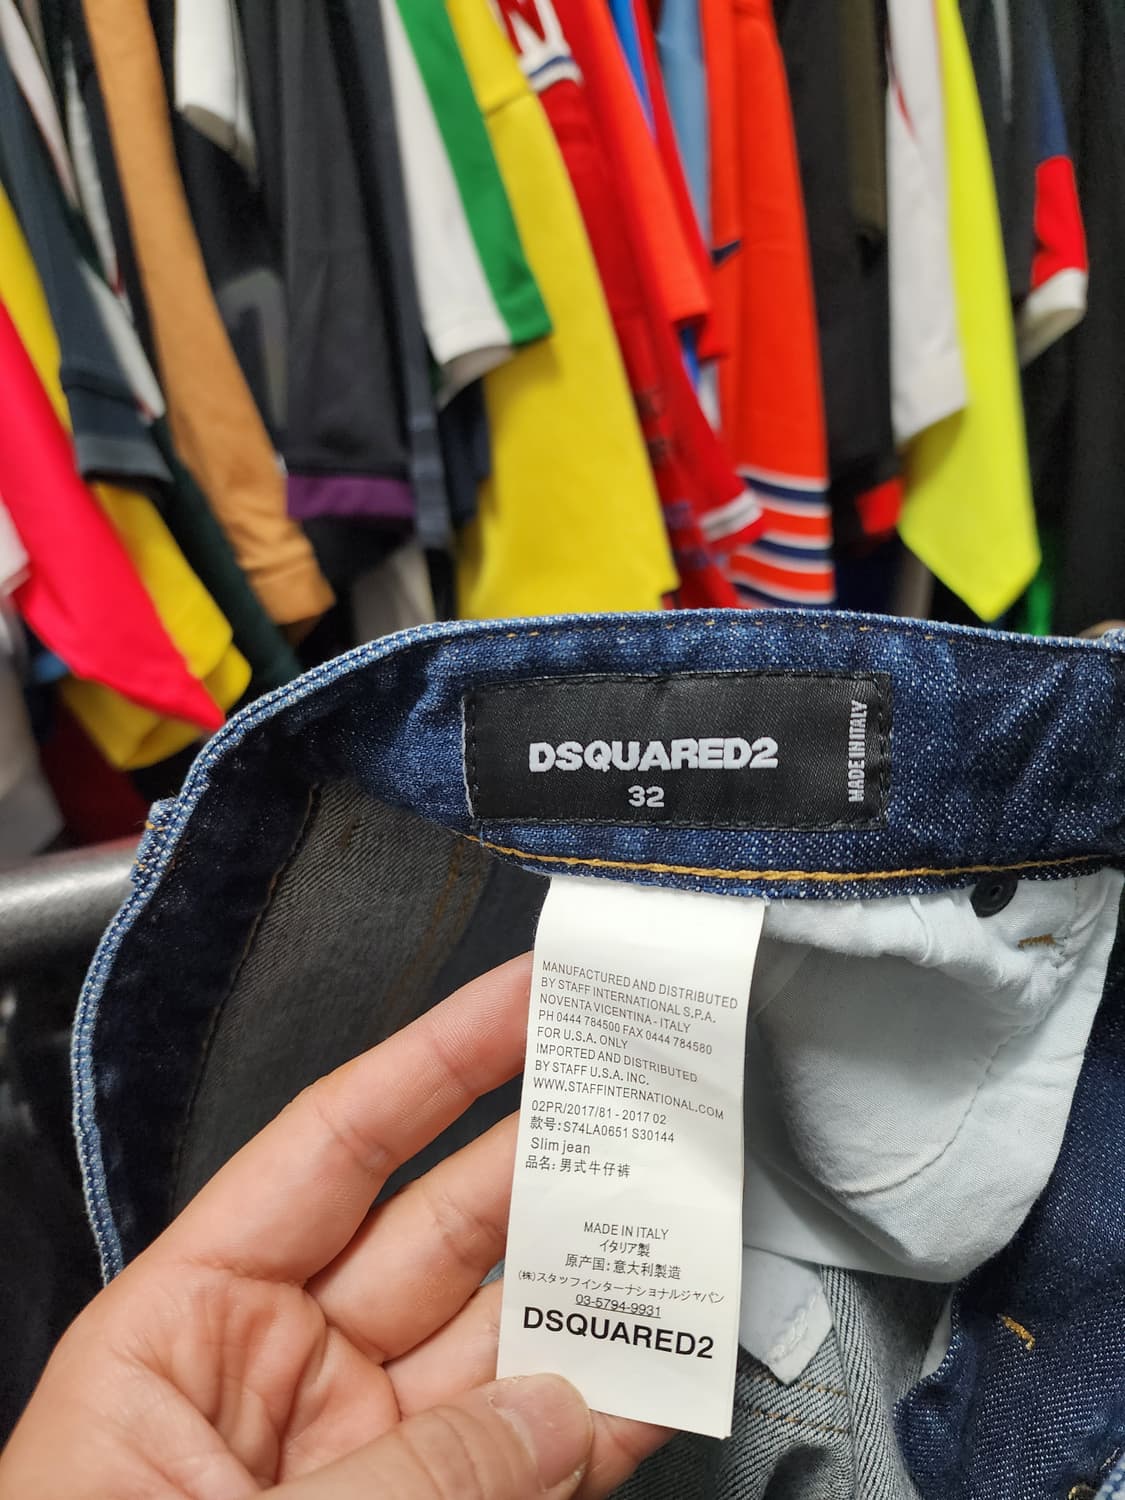 DSQUARED2
32
MADE IN ITALY
MANUFACTURED AND DISTRIBUTED
BY STAFF INTERNATIONAL S.P.A.
NOVENTA VICENTINA - ITALY
PH 0444 784500 FAX 0444 784580
FOR U.S.A. ONLY
IMPORTED AND DISTRIBUTED
BY STAFF U.S.A. INC.
WWW.STAFFINTERNATIONAL.COM
02PR/2017/81 - 2017 02
款号:S74LA0651 S30144
Slim jean
品名:男式牛仔裤
MADE IN ITALY
イタリア製
原产国:意大利製造
(株)スタッフインターナショナルジャパン
03-5794-9931
DSQUARED2